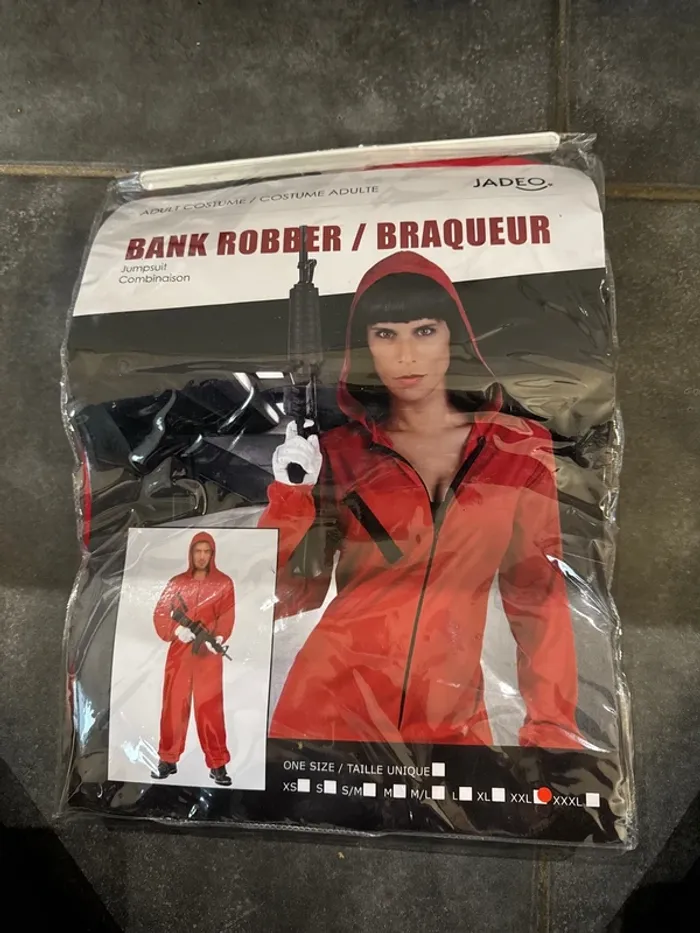 ADULT COSTUME / COSTUME ADULTE
JADEO
BANK ROBBER / BRAQUEUR
Jumpsuit
Combinaison
ONE SIZE / TAILLE UNIQUE
XS S S/M M M/L L XL XXL XXXL